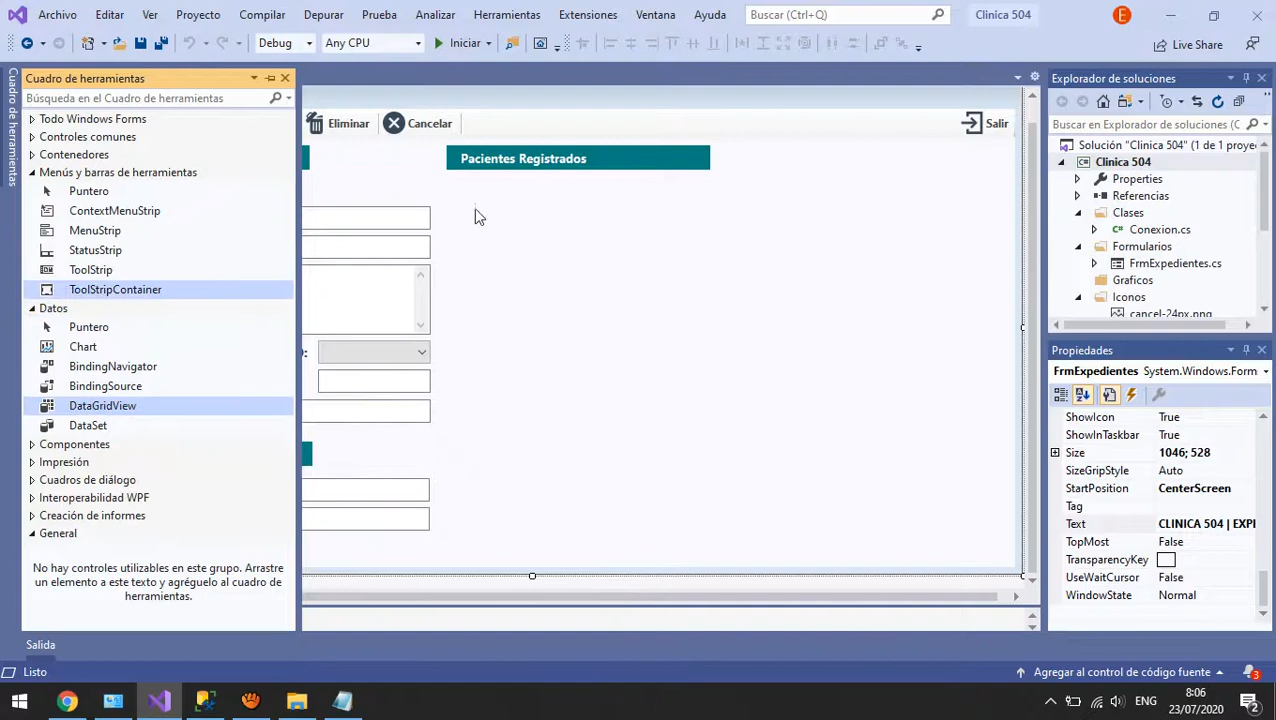 Archivo Editar Ver Proyecto Compilar Depurar Prueba Analizar Herramientas Extensiones Ventana Ayuda Buscar (Ctrl+Q) Clinica 504 E
Debug Any CPU Iniciar Live Share
Cuadro de herramientas
Cuadro de herramientas
Búsqueda en el Cuadro de herramientas
Todo Windows Forms
Controles comunes
Contenedores
Menús y barras de herramientas
Puntero
ContextMenuStrip
MenuStrip
StatusStrip
ToolStrip
ToolStripContainer
Datos
Puntero
Chart
BindingNavigator
BindingSource
DataGridView
DataSet
Componentes
Impresión
Cuadros de diálogo
Interoperabilidad WPF
Creación de informes
General
No hay controles utilizables en este grupo. Arrastre
un elemento a este texto y agréguelo al cuadro de
herramientas.
Eliminar Cancelar Salir
Pacientes Registrados
Explorador de soluciones
Buscar en Explorador de soluciones (C
Solución "Clinica 504" (1 de 1 proye
Clinica 504
Properties
Referencias
Clases
Conexion.cs
Formularios
FrmExpedientes.cs
Graficos
Iconos
cancel-24px.png
Propiedades
FrmExpedientes System.Windows.Form
ShowIcon True
ShowInTaskbar True
Size 1046; 528
SizeGripStyle Auto
StartPosition CenterScreen
Tag
Text CLINICA 504 | EXPI
TopMost False
TransparencyKey
UseWaitCursor False
WindowState Normal
Salida
Listo Agregar al control de código fuente 3
ENG 8:06
23/07/2020 2